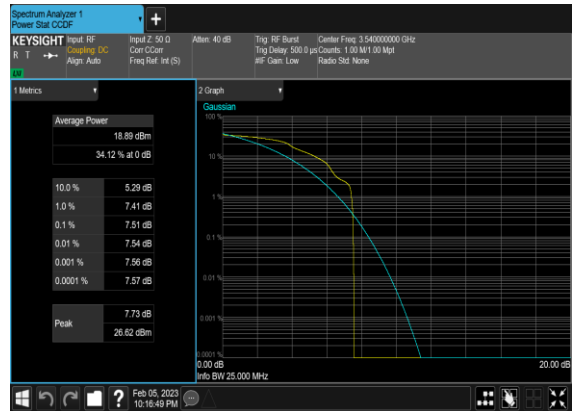 Spectrum Analyzer 1
Power Stat CCDF
+
KEYSIGHT
R T
LV
Input: RF
Coupling: DC
Align: Auto
Input Z: 50 Ω
Corr CCorr
Freq Ref: Int (S)
Atten: 40 dB
Trig: RF Burst
Trig Delay: 500.0 µs
#IF Gain: Low
Center Freq: 3.540000000 GHz
Counts: 1.00 M/1.00 Mpt
Radio Std: None
1 Metrics
Average Power
18.89 dBm
34.12 % at 0 dB
10.0 % 5.29 dB
1.0 % 7.41 dB
0.1 % 7.51 dB
0.01 % 7.54 dB
0.001 % 7.56 dB
0.0001 % 7.57 dB
Peak
7.73 dB
26.62 dBm
2 Graph
Gaussian
100 %
10 %
1 %
0.1 %
0.01 %
0.001 %
0.0001 %
0.00 dB 20.00 dB
Info BW 25.000 MHz
?
Feb 05, 2023
10:16:49 PM